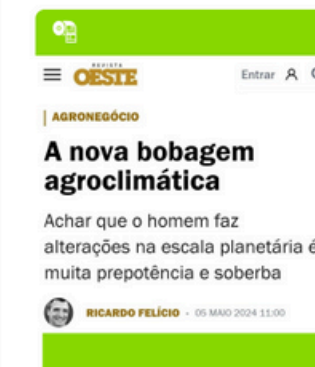 REVISTA
OESTE
Entrar
AGRONEGÓCIO
A nova bobagem
agroclimática
Achar que o homem faz
alterações na escala planetária é
muita prepotência e soberba
RICARDO FELÍCIO - 05 MAIO 2024 11:00